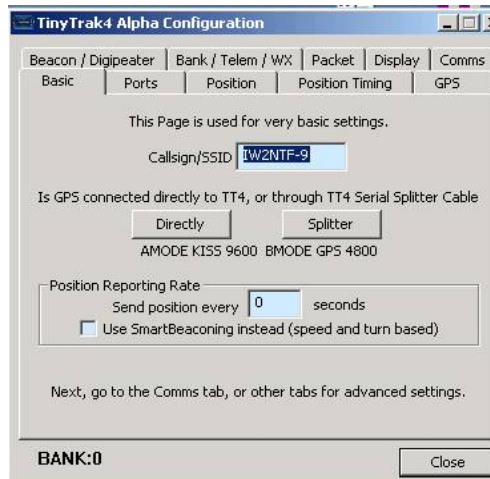 TinyTrak4 Alpha Configuration
Beacon / Digipeater Bank / Telem / WX Packet Display Comms
Basic Ports Position Position Timing GPS
This Page is used for very basic settings.
Callsign/SSID IW2NTF-9
Is GPS connected directly to TT4, or through TT4 Serial Splitter Cable
Directly Splitter
AMODE KISS 9600 BMODE GPS 4800
Position Reporting Rate
Send position every 0 seconds
Use SmartBeaconing instead (speed and turn based)
Next, go to the Comms tab, or other tabs for advanced settings.
BANK:0 Close